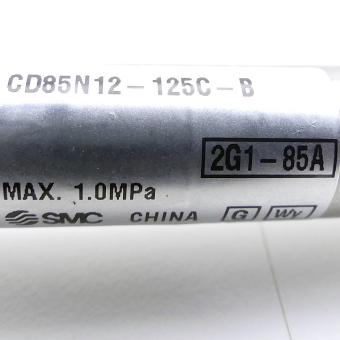 CD85N12-125C-B
2G1-85A
MAX. 1.0MPa
SMC CHINA G Wy